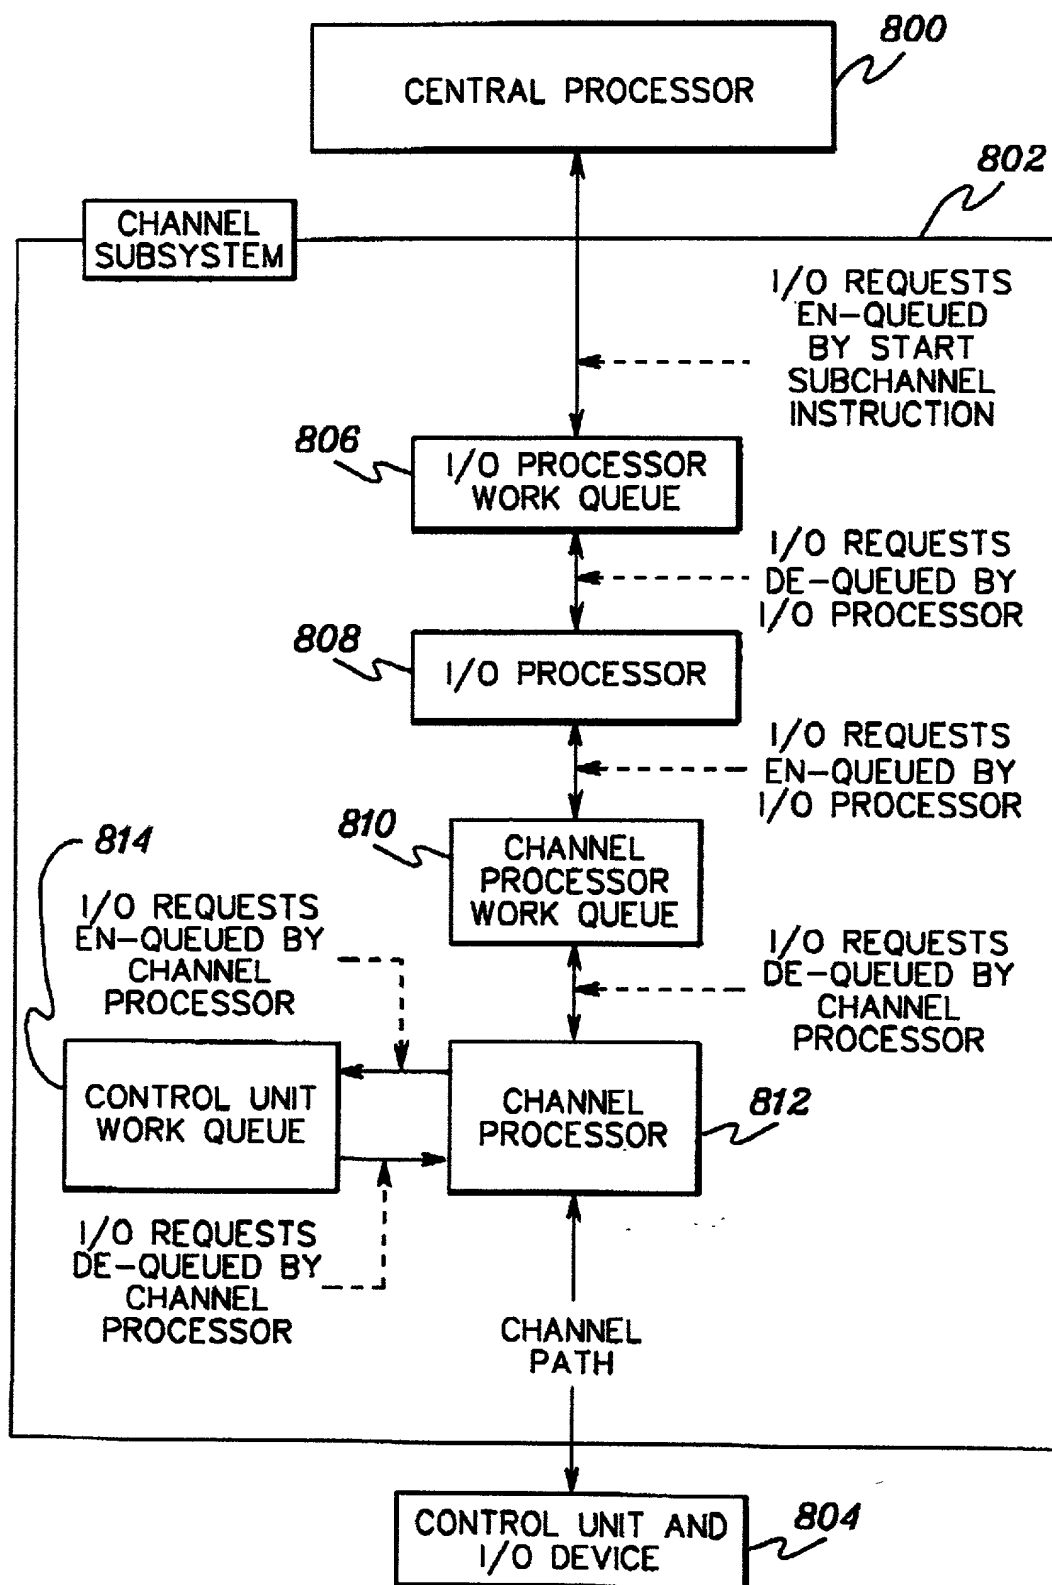 800
CENTRAL PROCESSOR
802
CHANNEL
SUBSYSTEM
I/O REQUESTS
EN-QUEUED
BY START
SUBCHANNEL
INSTRUCTION
806
I/O PROCESSOR
WORK QUEUE
I/O REQUESTS
DE-QUEUED BY
I/O PROCESSOR
808
I/O PROCESSOR
I/O REQUESTS
EN-QUEUED BY
I/O PROCESSOR
814
810
CHANNEL
PROCESSOR
WORK QUEUE
I/O REQUESTS
EN-QUEUED BY
CHANNEL
PROCESSOR
I/O REQUESTS
DE-QUEUED BY
CHANNEL
PROCESSOR
CONTROL UNIT
WORK QUEUE
CHANNEL
PROCESSOR
812
I/O REQUESTS
DE-QUEUED BY
CHANNEL
PROCESSOR
CHANNEL
PATH
CONTROL UNIT AND
I/O DEVICE
804